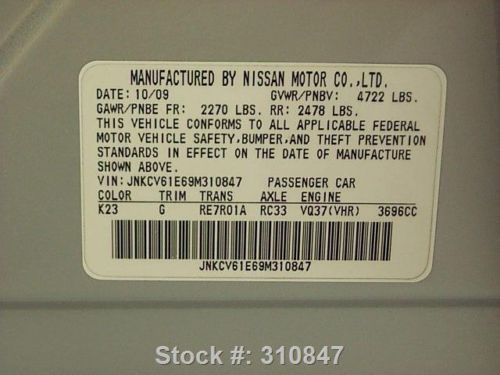 MANUFACTURED BY NISSAN MOTOR CO.,LTD.
DATE: 10/09 GVWR/PNBV: 4722 LBS.
GAWR/PNBE FR: 2270 LBS. RR: 2478 LBS.
THIS VEHICLE CONFORMS TO ALL APPLICABLE FEDERAL
MOTOR VEHICLE SAFETY,BUMPER,AND THEFT PREVENTION
STANDARDS IN EFFECT ON THE DATE OF MANUFACTURE
SHOWN ABOVE.
VIN: JNKCV61E69M310847 PASSENGER CAR
COLOR TRIM TRANS AXLE ENGINE
K23 G RE7R01A RC33 VQ37(VHR) 3696CC
JNKCV61E69M310847
Stock #: 310847